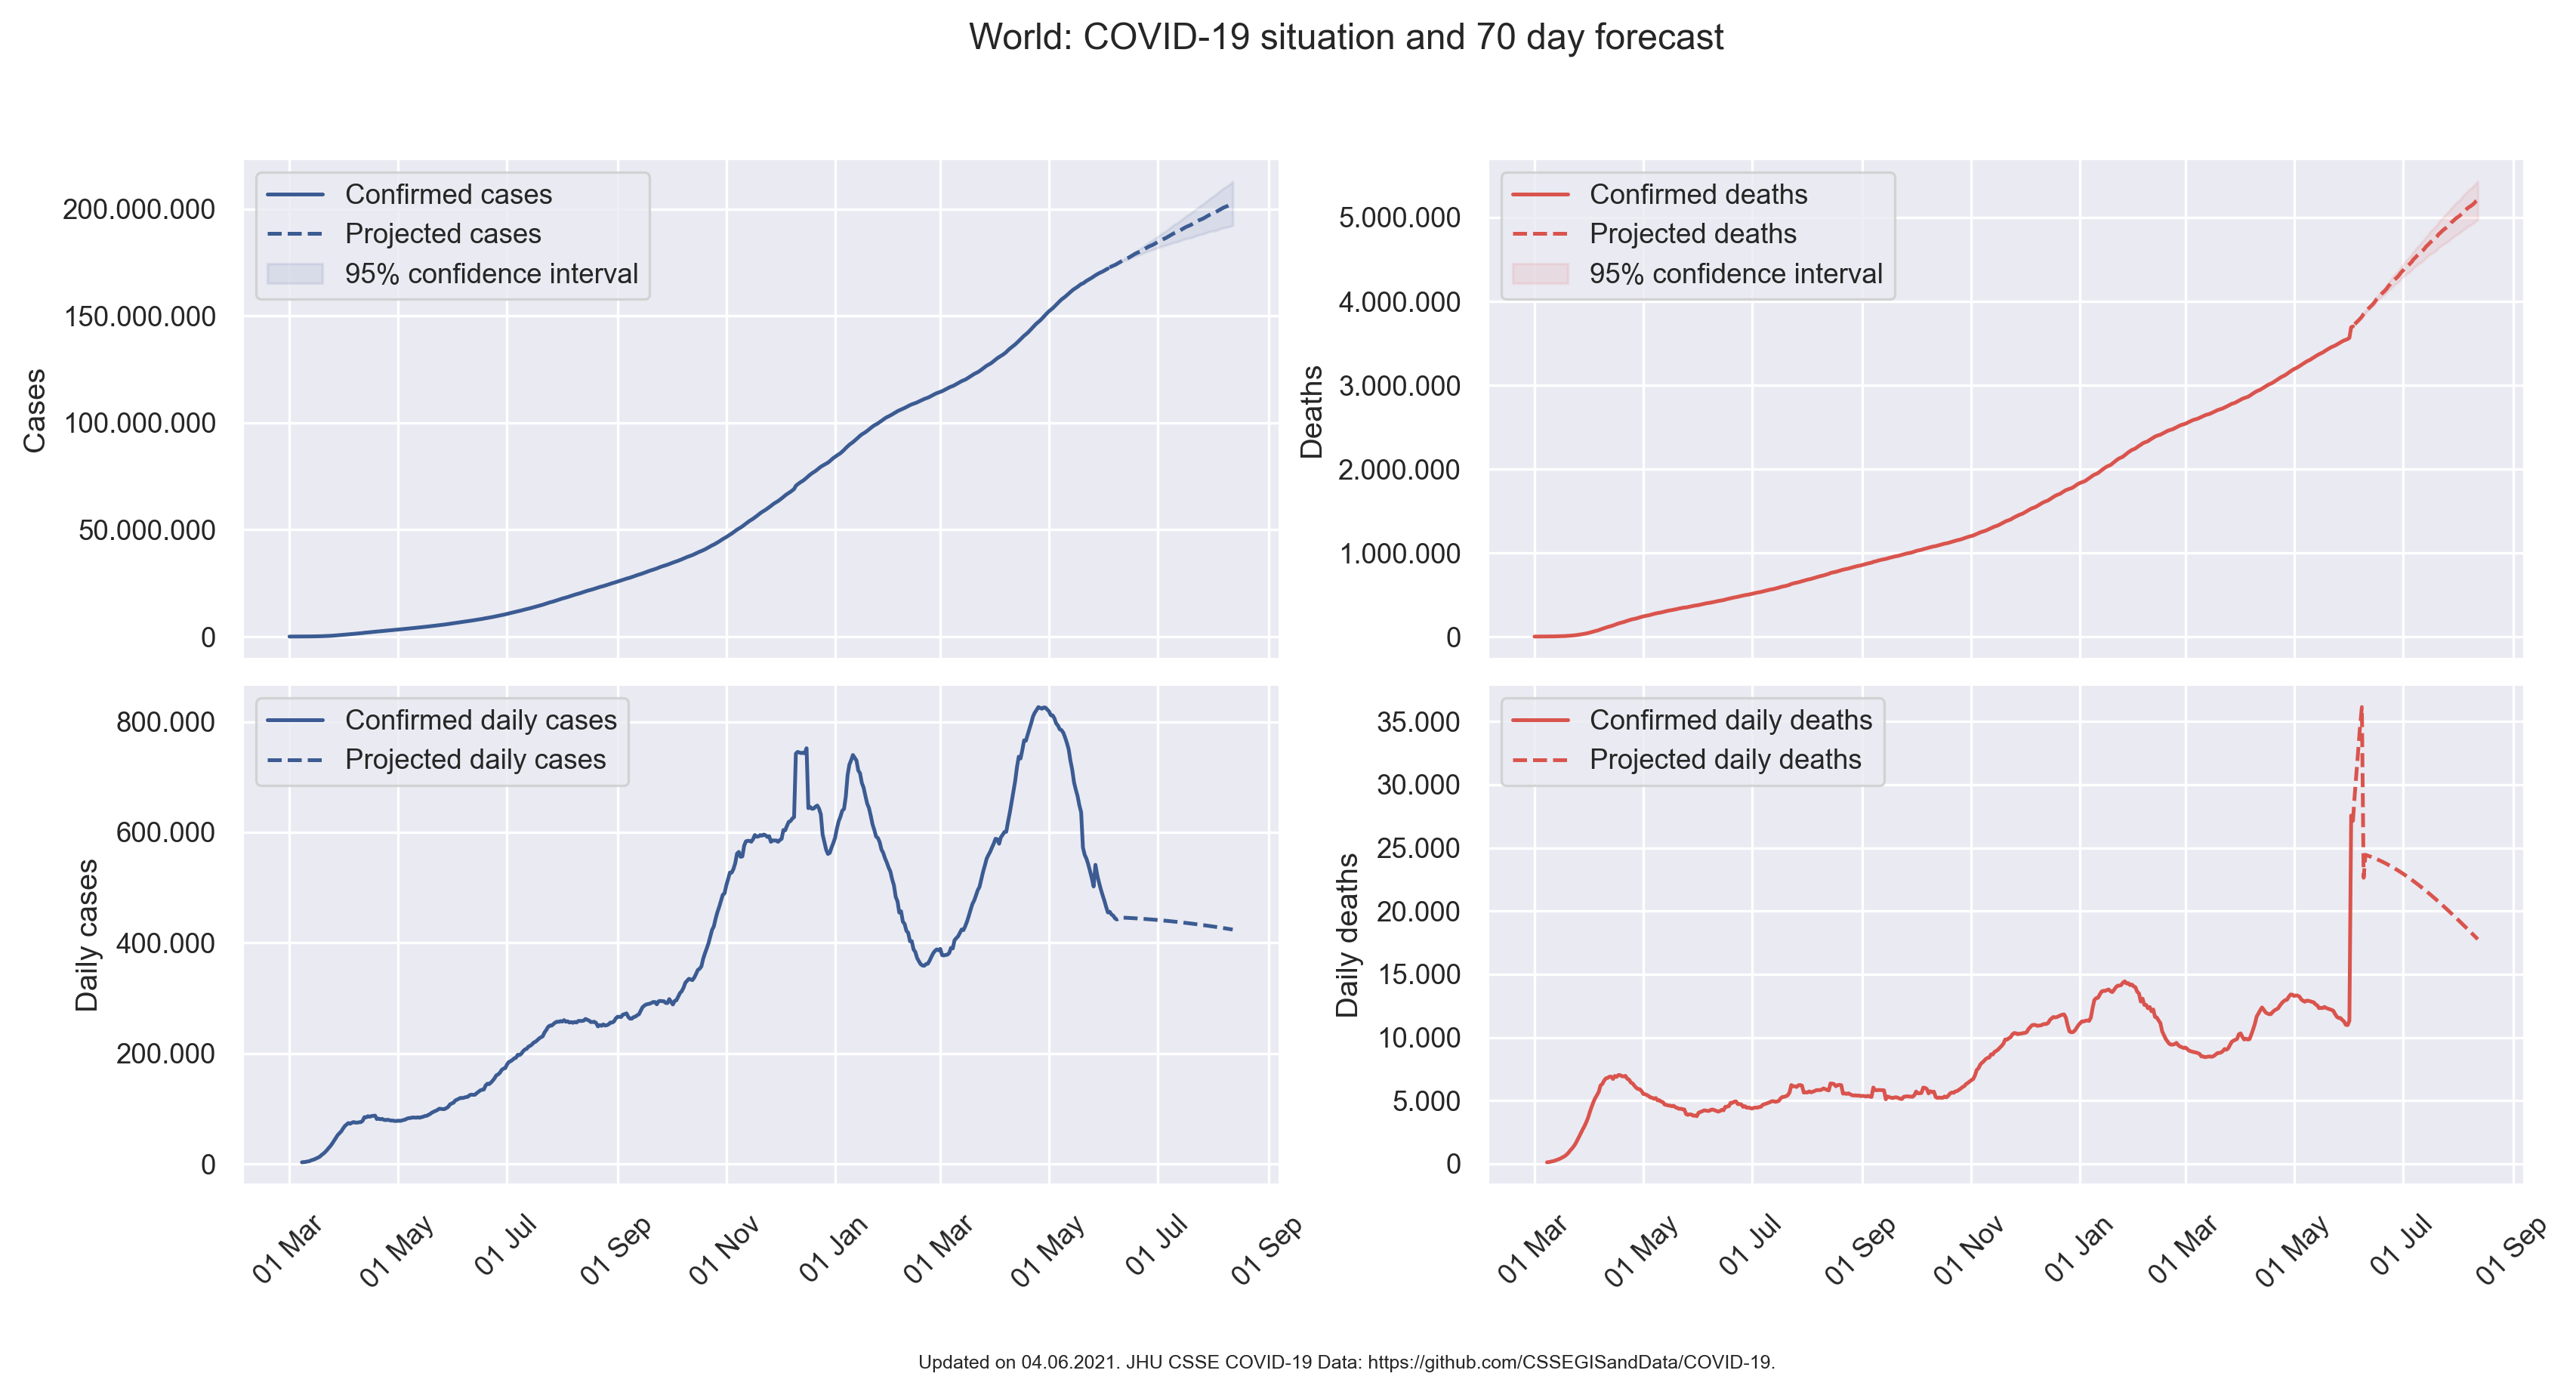 World: COVID-19 situation and 70 day forecast
Confirmed cases
Projected cases
95% confidence interval
Cases
200.000.000
150.000.000
100.000.000
50.000.000
0
Confirmed deaths
Projected deaths
95% confidence interval
Deaths
5.000.000
4.000.000
3.000.000
2.000.000
1.000.000
0
Confirmed daily cases
Projected daily cases
Daily cases
800.000
600.000
400.000
200.000
0
01 Mar
01 May
01 Jul
01 Sep
01 Nov
01 Jan
01 Mar
01 May
01 Jul
01 Sep
Confirmed daily deaths
Projected daily deaths
Daily deaths
35.000
30.000
25.000
20.000
15.000
10.000
5.000
0
01 Mar
01 May
01 Jul
01 Sep
01 Nov
01 Jan
01 Mar
01 May
01 Jul
01 Sep
Updated on 04.06.2021. JHU CSSE COVID-19 Data: https://github.com/CSSEGISandData/COVID-19.